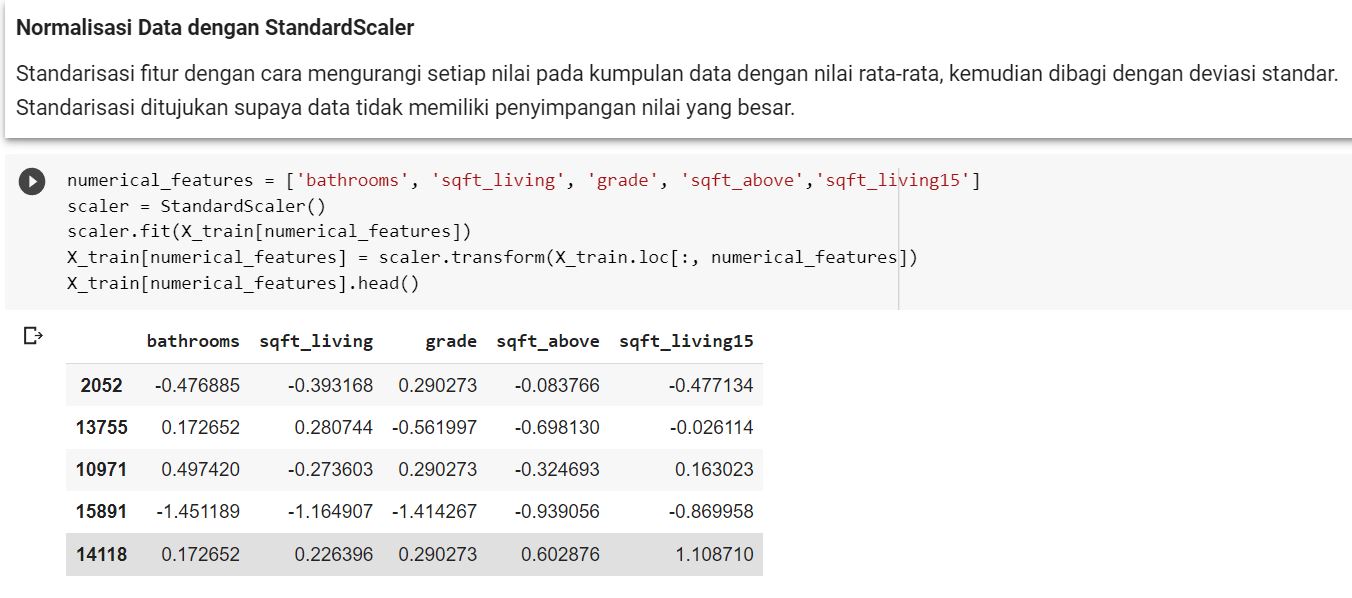 Normalisasi Data dengan StandardScaler
Standarisasi fitur dengan cara mengurangi setiap nilai pada kumpulan data dengan nilai rata-rata, kemudian dibagi dengan deviasi standar.
Standarisasi ditujukan supaya data tidak memiliki penyimpangan nilai yang besar.
numerical_features = ['bathrooms', 'sqft_living', 'grade', 'sqft_above','sqft_living15']
scaler = StandardScaler()
scaler.fit(X_train[numerical_features])
X_train[numerical_features] = scaler.transform(X_train.loc[:, numerical_features])
X_train[numerical_features].head()
bathrooms sqft_living grade sqft_above sqft_living15
2052 -0.476885 -0.393168 0.290273 -0.083766 -0.477134
13755 0.172652 0.280744 -0.561997 -0.698130 -0.026114
10971 0.497420 -0.273603 0.290273 -0.324693 0.163023
15891 -1.451189 -1.164907 -1.414267 -0.939056 -0.869958
14118 0.172652 0.226396 0.290273 0.602876 1.108710